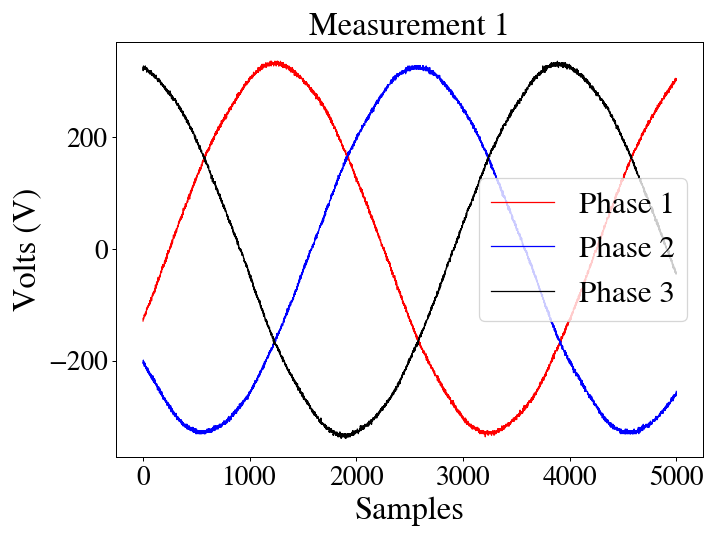 Measurement 1
Volts (V)
200
0
−200
Phase 1
Phase 2
Phase 3
0 1000 2000 3000 4000 5000
Samples